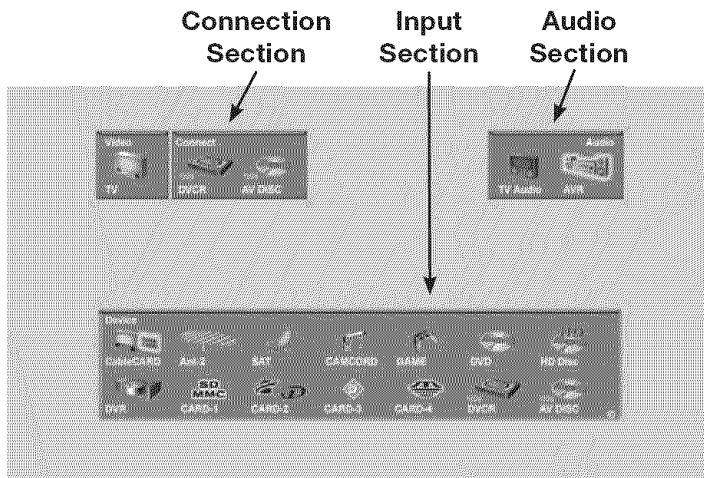 Connection Section
Input Section
Audio Section
Video
TV
Connect
DVCR
AV DISC
Audio
TV Audio
AVR
Device
CableCARD
Ant-2
SAT
CAMCORD
GAME
DVD
HD Disc
DVR
SD MMC
CARD-1
CARD-2
CARD-3
CARD-4
DVCR
AV DISC